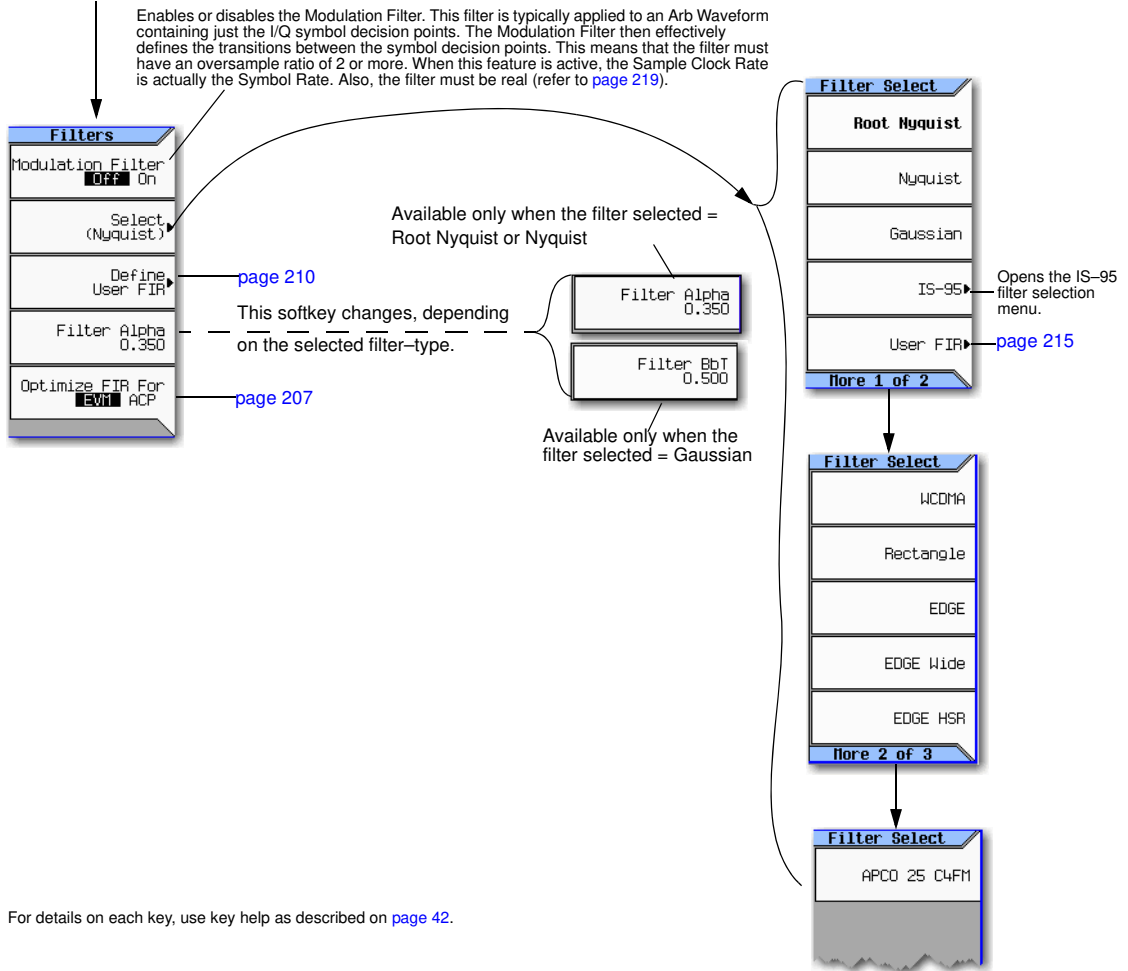 Enables or disables the Modulation Filter. This filter is typically applied to an Arb Waveform
containing just the I/Q symbol decision points. The Modulation Filter then effectively
defines the transitions between the symbol decision points. This means that the filter must
have an oversample ratio of 2 or more. When this feature is active, the Sample Clock Rate
is actually the Symbol Rate. Also, the filter must be real (refer to page 219).
Filters
Modulation Filter
Off On
Select
(Nyquist)
Define
User FIR
Filter Alpha
0.350
Optimize FIR For
EVM ACP
page 210
This softkey changes, depending
on the selected filter–type.
page 207
Available only when the filter selected =
Root Nyquist or Nyquist
Filter Alpha
0.350
Filter BbT
0.500
Available only when the
filter selected = Gaussian
Filter Select
Root Nyquist
Nyquist
Gaussian
IS-95
User FIR
More 1 of 2
Opens the IS–95
filter selection
menu.
page 215
Filter Select
WCDMA
Rectangle
EDGE
EDGE Wide
EDGE HSR
More 2 of 3
Filter Select
APCO 25 C4FM
For details on each key, use key help as described on page 42.